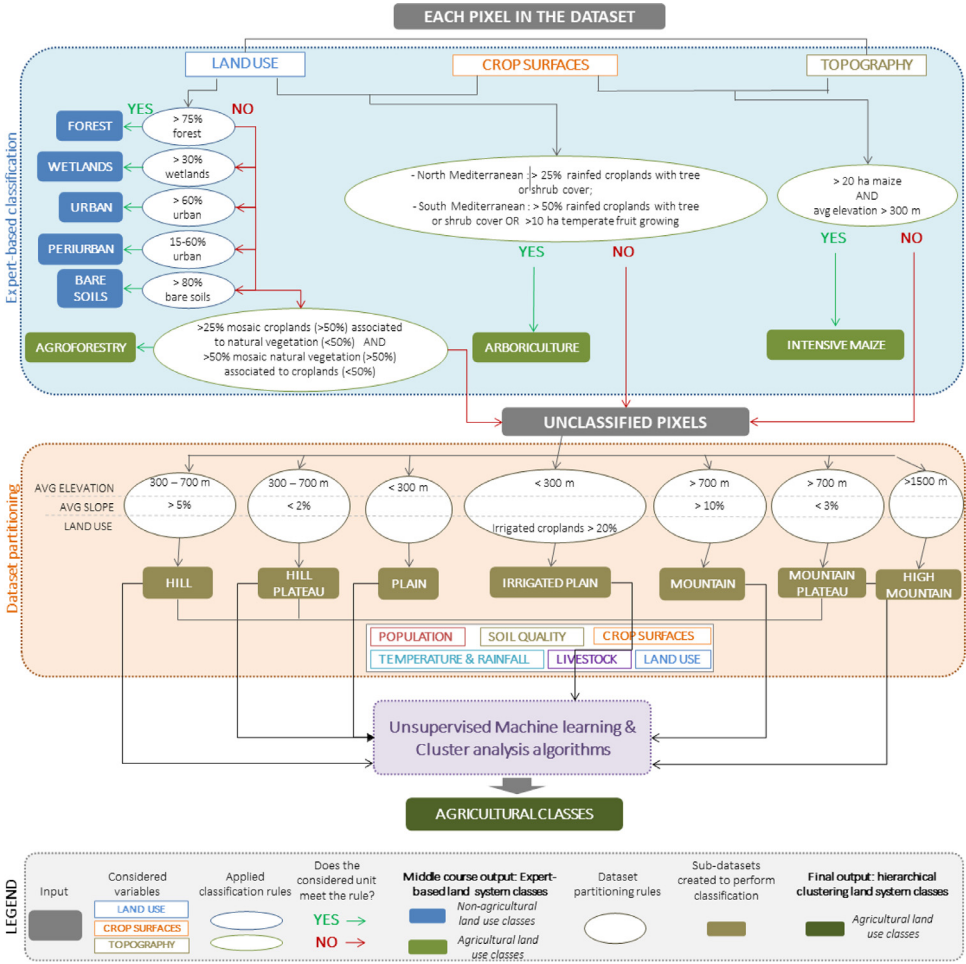 EACH PIXEL IN THE DATASET
LAND USE
CROP SURFACES
TOPOGRAPHY
Expert-based classification
YES
NO
FOREST
> 75%
forest
WETLANDS
> 30%
wetlands
URBAN
> 60%
urban
PERIURBAN
15-60%
urban
BARE
SOILS
> 80%
bare soils
- North Mediterranean : > 25% rainfed croplands with tree
or shrub cover;
- South Mediterranean : > 50% rainfed croplands with tree
or shrub cover OR >10 ha temperate fruit growing
> 20 ha maize
AND
avg elevation > 300 m
YES
NO
YES
NO
AGROFORESTRY
>25% mosaic croplands (>50%) associated
to natural vegetation (<50%) AND
>50% mosaic natural vegetation (>50%)
associated to croplands (<50%)
ARBORICULTURE
INTENSIVE MAIZE
UNCLASSIFIED PIXELS
Dataset partitioning
AVG ELEVATION
AVG SLOPE
LAND USE
300 – 700 m
> 5%
300 – 700 m
< 2%
< 300 m
< 300 m
Irrigated croplands > 20%
> 700 m
> 10%
> 700 m
< 3%
>1500 m
HILL
HILL
PLATEAU
PLAIN
IRRIGATED PLAIN
MOUNTAIN
MOUNTAIN
PLATEAU
HIGH
MOUNTAIN
POPULATION
SOIL QUALITY
CROP SURFACES
TEMPERATURE & RAINFALL
LIVESTOCK
LAND USE
Unsupervised Machine learning &
Cluster analysis algorithms
AGRICULTURAL CLASSES
LEGEND
Input
Considered
variables
LAND USE
CROP SURFACES
TOPOGRAPHY
Applied
classification rules
Does the
considered unit
meet the rule?
YES
NO
Middle course output: Expert-
based land system classes
Non-agricultural
land use classes
Agricultural land
use classes
Dataset
partitioning rules
Sub-datasets
created to perform
classification
Final output: hierarchical
clustering land system classes
Agricultural land
use classes